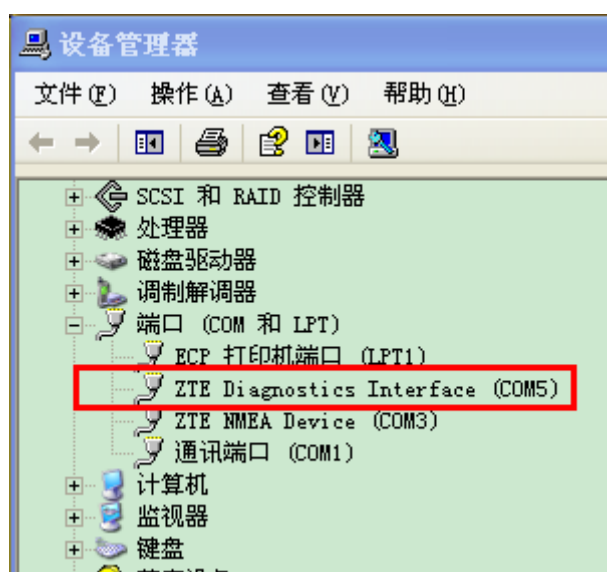 设备管理器
文件(F) 操作(A) 查看(V) 帮助(H)
SCSI 和 RAID 控制器
处理器
磁盘驱动器
调制解调器
端口 (COM 和 LPT)
ECP 打印机端口 (LPT1)
ZTE Diagnostics Interface (COM5)
ZTE NMEA Device (COM3)
通讯端口 (COM1)
计算机
监视器
键盘